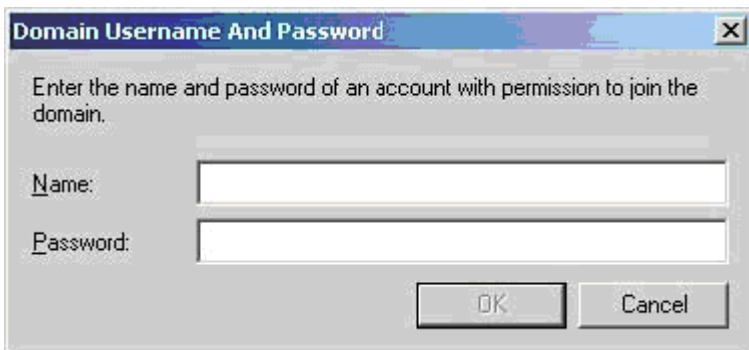 Domain Username And Password
Enter the name and password of an account with permission to join the
domain.
Name:
Password:
OK Cancel